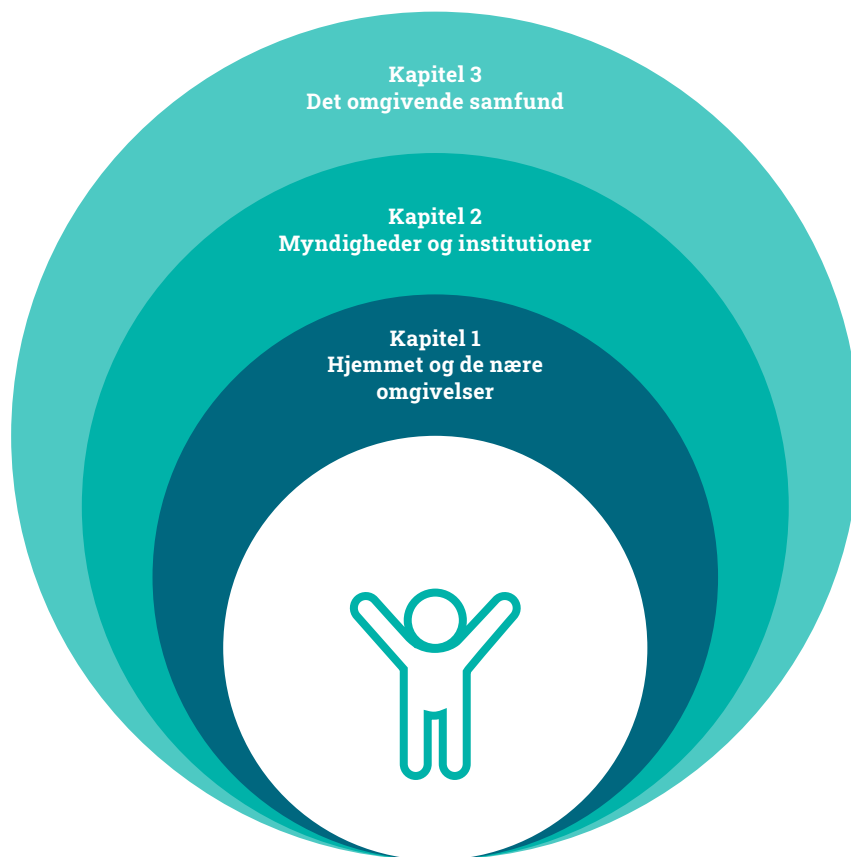 Kapitel 3
Det omgivende samfund
Kapitel 2
Myndigheder og institutioner
Kapitel 1
Hjemmet og de nære
omgivelser